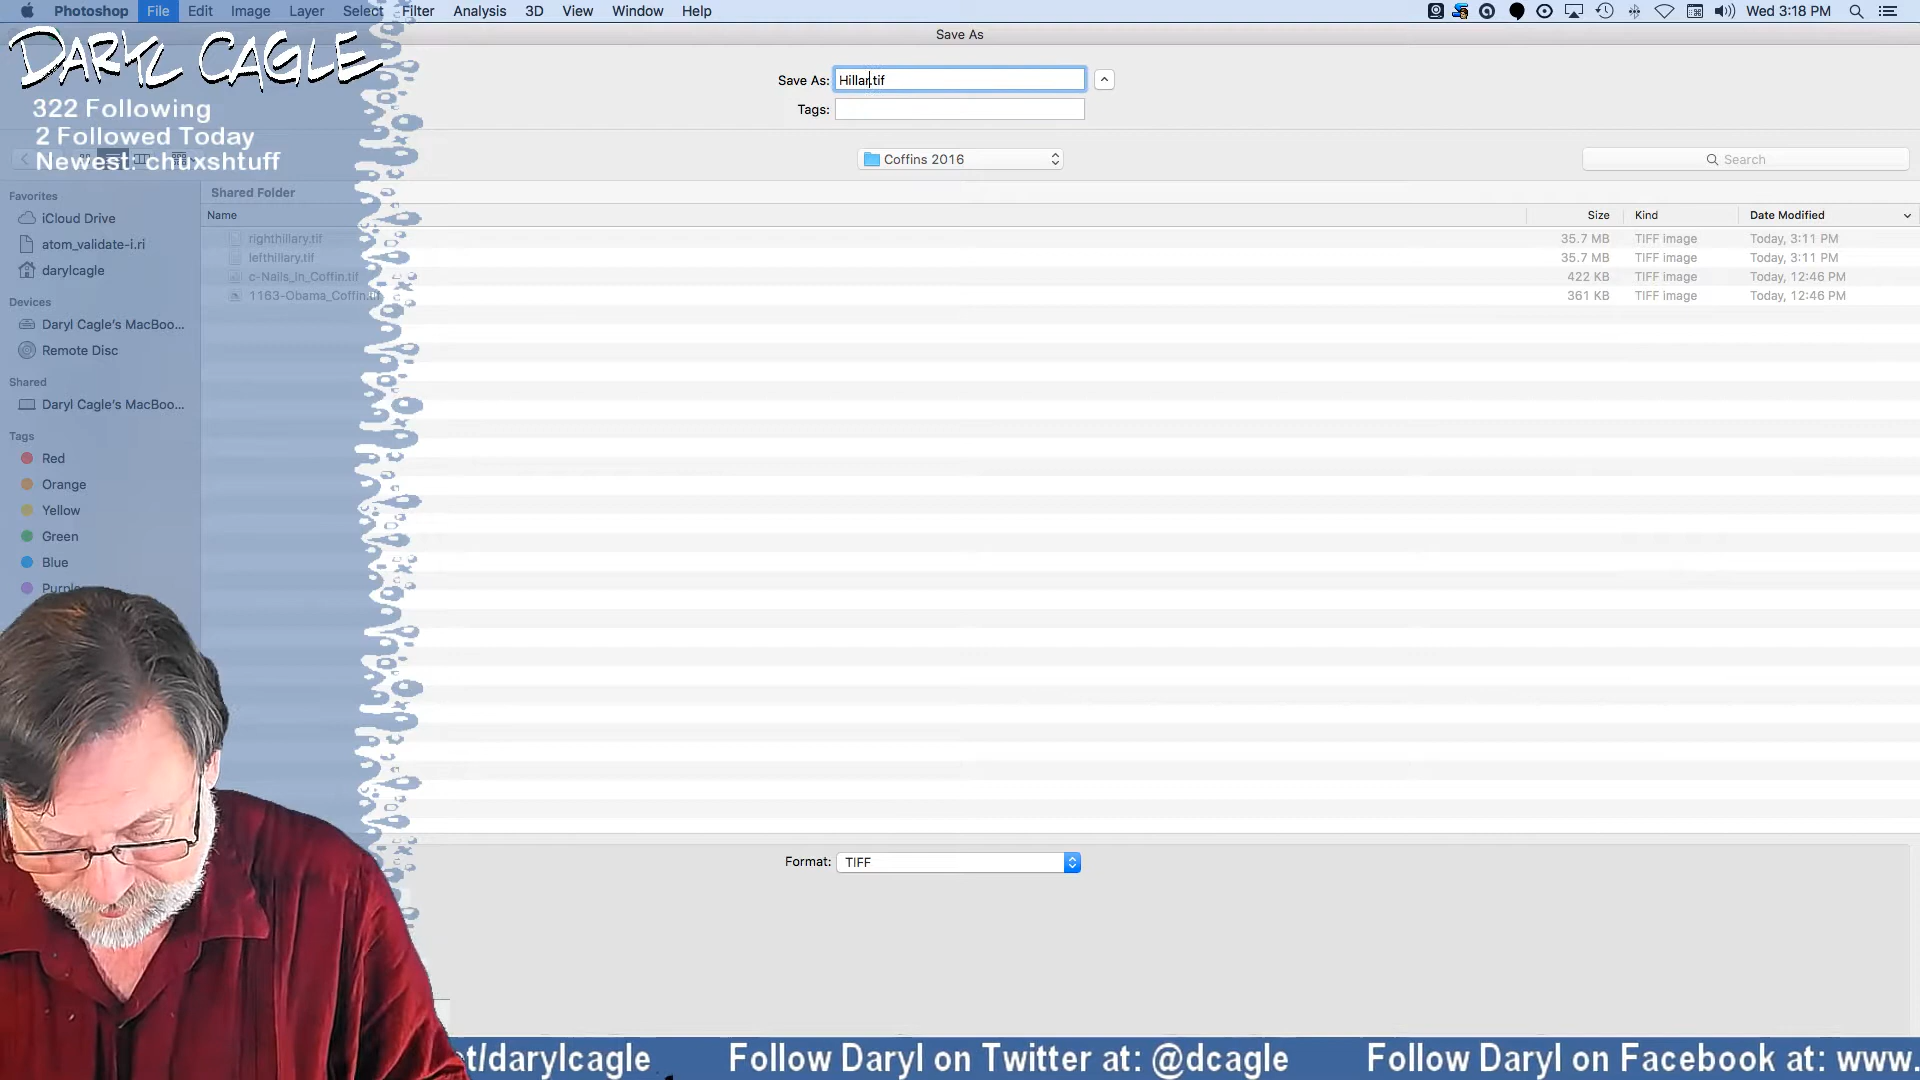 Photoshop File Edit Image Layer Select Filter Analysis 3D View Window Help Wed 3:18 PM
Save As
DARYL CAGLE
322 Following
2 Followed Today
Newest: chuxshtuff
Save As: Hillar.tif
Tags:
Coffins 2016
Search
Favorites
iCloud Drive
atom_validate-i.ri
darylcagle
Devices
Daryl Cagle's MacBoo...
Remote Disc
Shared
Daryl Cagle's MacBoo...
Tags
Red
Orange
Yellow
Green
Blue
Purple
Shared Folder
Name Size Kind Date Modified
righthillary.tif 35.7 MB TIFF image Today, 3:11 PM
lefthillary.tif 35.7 MB TIFF image Today, 3:11 PM
c-Nails_In_Coffin.tif 422 KB TIFF image Today, 12:46 PM
1163-Obama_Coffin.tif 361 KB TIFF image Today, 12:46 PM
Format: TIFF
et/darylcagle Follow Daryl on Twitter at: @dcagle Follow Daryl on Facebook at: www.